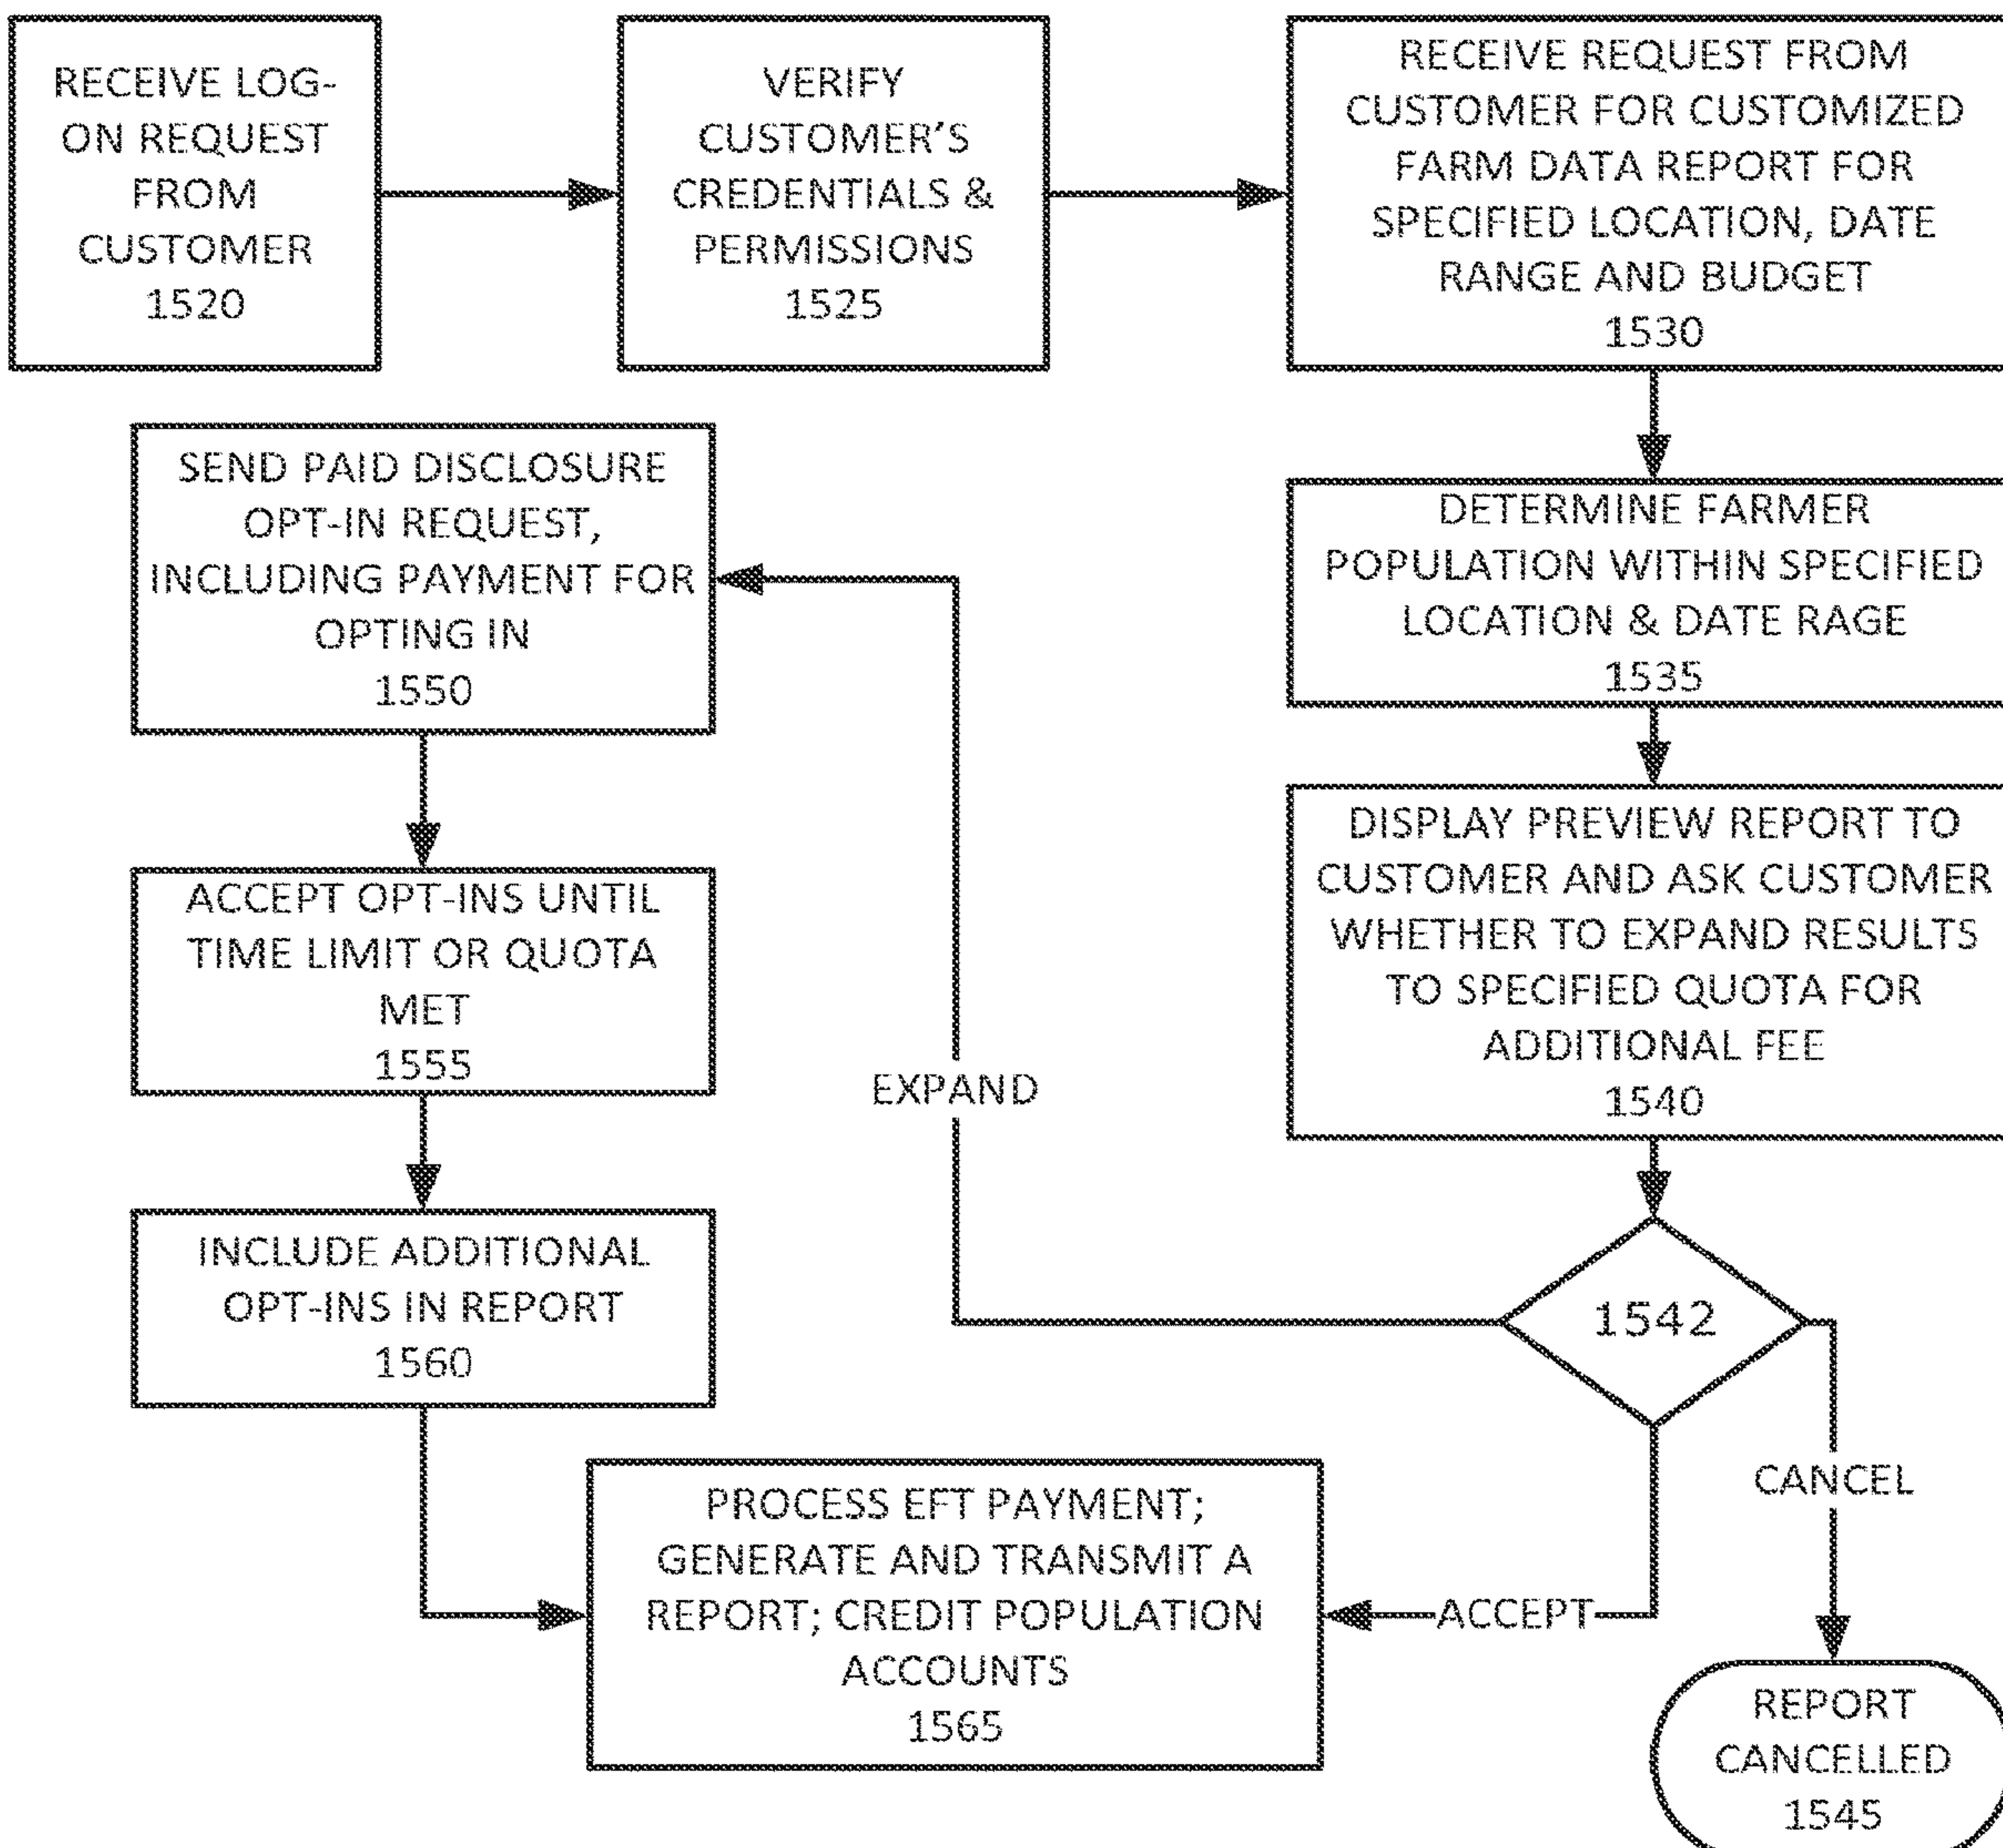 RECEIVE LOG-
ON REQUEST
FROM
CUSTOMER
1520
VERIFY
CUSTOMER'S
CREDENTIALS &
PERMISSIONS
1525
RECEIVE REQUEST FROM
CUSTOMER FOR CUSTOMIZED
FARM DATA REPORT FOR
SPECIFIED LOCATION, DATE
RANGE AND BUDGET
1530
DETERMINE FARMER
POPULATION WITHIN SPECIFIED
LOCATION & DATE RAGE
1535
DISPLAY PREVIEW REPORT TO
CUSTOMER AND ASK CUSTOMER
WHETHER TO EXPAND RESULTS
TO SPECIFIED QUOTA FOR
ADDITIONAL FEE
1540
1542
EXPAND
SEND PAID DISCLOSURE
OPT-IN REQUEST,
INCLUDING PAYMENT FOR
OPTING IN
1550
ACCEPT OPT-INS UNTIL
TIME LIMIT OR QUOTA
MET
1555
INCLUDE ADDITIONAL
OPT-INS IN REPORT
1560
PROCESS EFT PAYMENT;
GENERATE AND TRANSMIT A
REPORT; CREDIT POPULATION
ACCOUNTS
1565
ACCEPT
CANCEL
REPORT
CANCELLED
1545